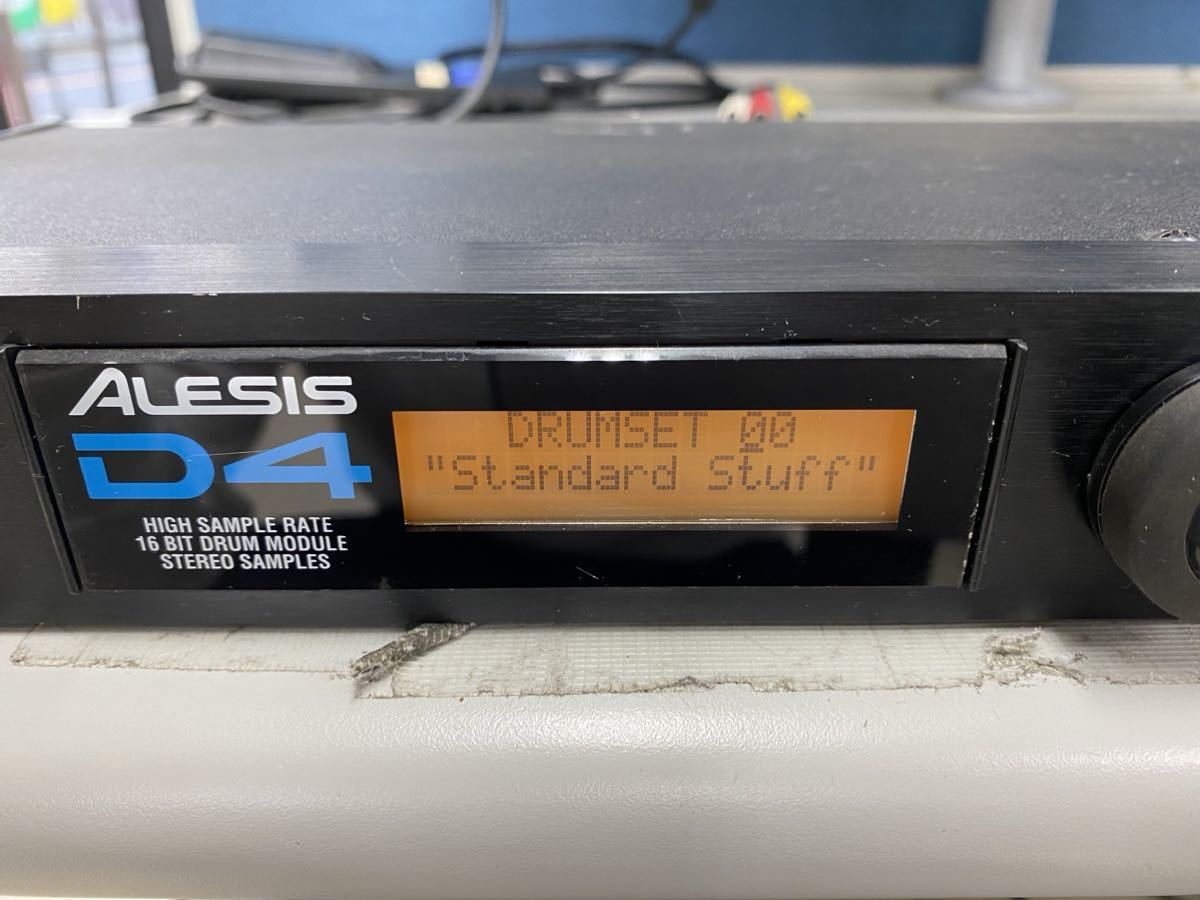 ALESIS
D4
HIGH SAMPLE RATE
16 BIT DRUM MODULE
STEREO SAMPLES
DRUMSET 00
"Standard Stuff"